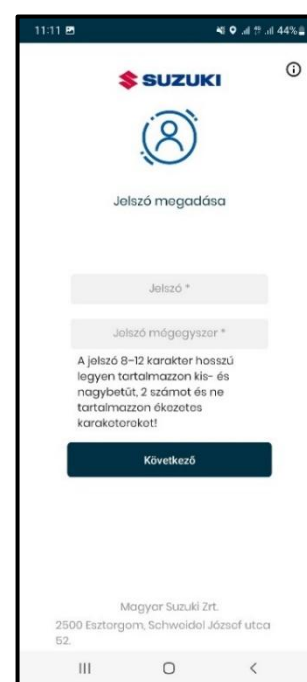 11:11 44%
SUZUKI
Jelszó megadása
Jelszó *
Jelszó mégegyszer *
A jelszó 8-12 karakter hosszú
legyen tartalmazzon kis- és
nagybetűt, 2 számot és ne
tartalmazzon ékezetes
karaktereket!
Következő
Magyar Suzuki Zrt.
2500 Esztergom, Schweidel József utca
52.